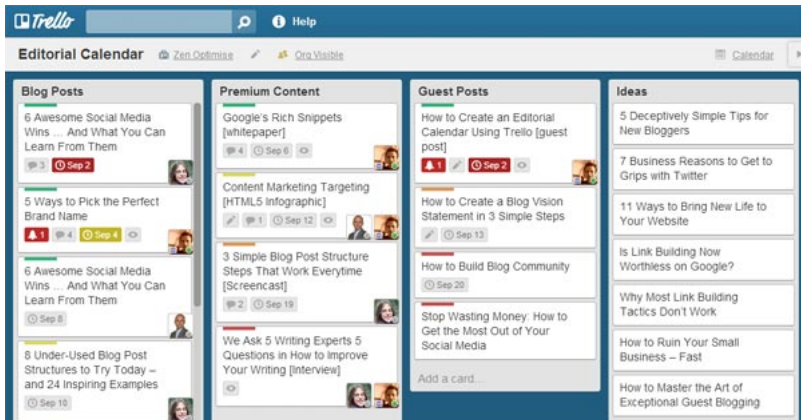 Trello
Help
Editorial Calendar
Zen Optimise
Org Visible
Calendar
Blog Posts
6 Awesome Social Media
Wins ... And What You Can
Learn From Them
3
Sep 2
5 Ways to Pick the Perfect
Brand Name
1
4
Sep 4
6 Awesome Social Media
Wins ... And What You Can
Learn From Them
Sep 8
8 Under-Used Blog Post
Structures to Try Today –
and 24 Inspiring Examples
Sep 10
Premium Content
Google's Rich Snippets
[whitepaper]
4
Sep 6
Content Marketing Targeting
[HTML5 Infographic]
1
Sep 12
3 Simple Blog Post Structure
Steps That Work Everytime
[Screencast]
2
Sep 19
We Ask 5 Writing Experts 5
Questions in How to Improve
Your Writing [Interview]
Guest Posts
How to Create an Editorial
Calendar Using Trello [guest
post]
1
Sep 2
How to Create a Blog Vision
Statement in 3 Simple Steps
Sep 13
How to Build Blog Community
Sep 20
Stop Wasting Money: How to
Get the Most Out of Your
Social Media
Add a card...
Ideas
5 Deceptively Simple Tips for
New Bloggers
7 Business Reasons to Get to
Grips with Twitter
11 Ways to Bring New Life to
Your Website
Is Link Building Now
Worthless on Google?
Why Most Link Building
Tactics Don't Work
How to Ruin Your Small
Business – Fast
How to Master the Art of
Exceptional Guest Blogging